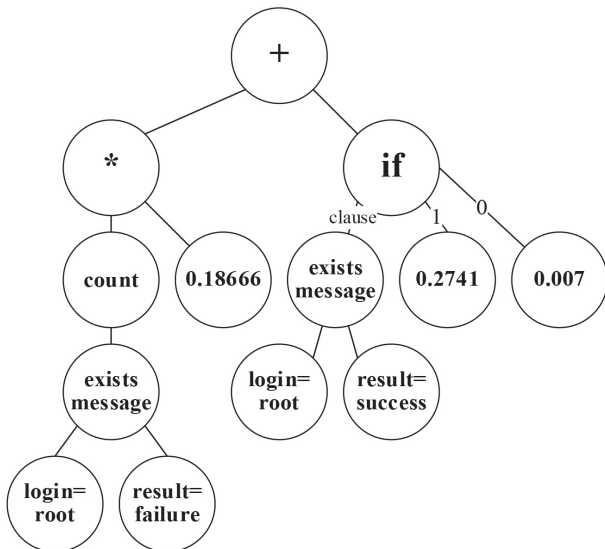 +
*
if
clause
1
0
count
0.18666
exists
message
0.2741
0.007
exists
message
login=
root
result=
success
login=
root
result=
failure